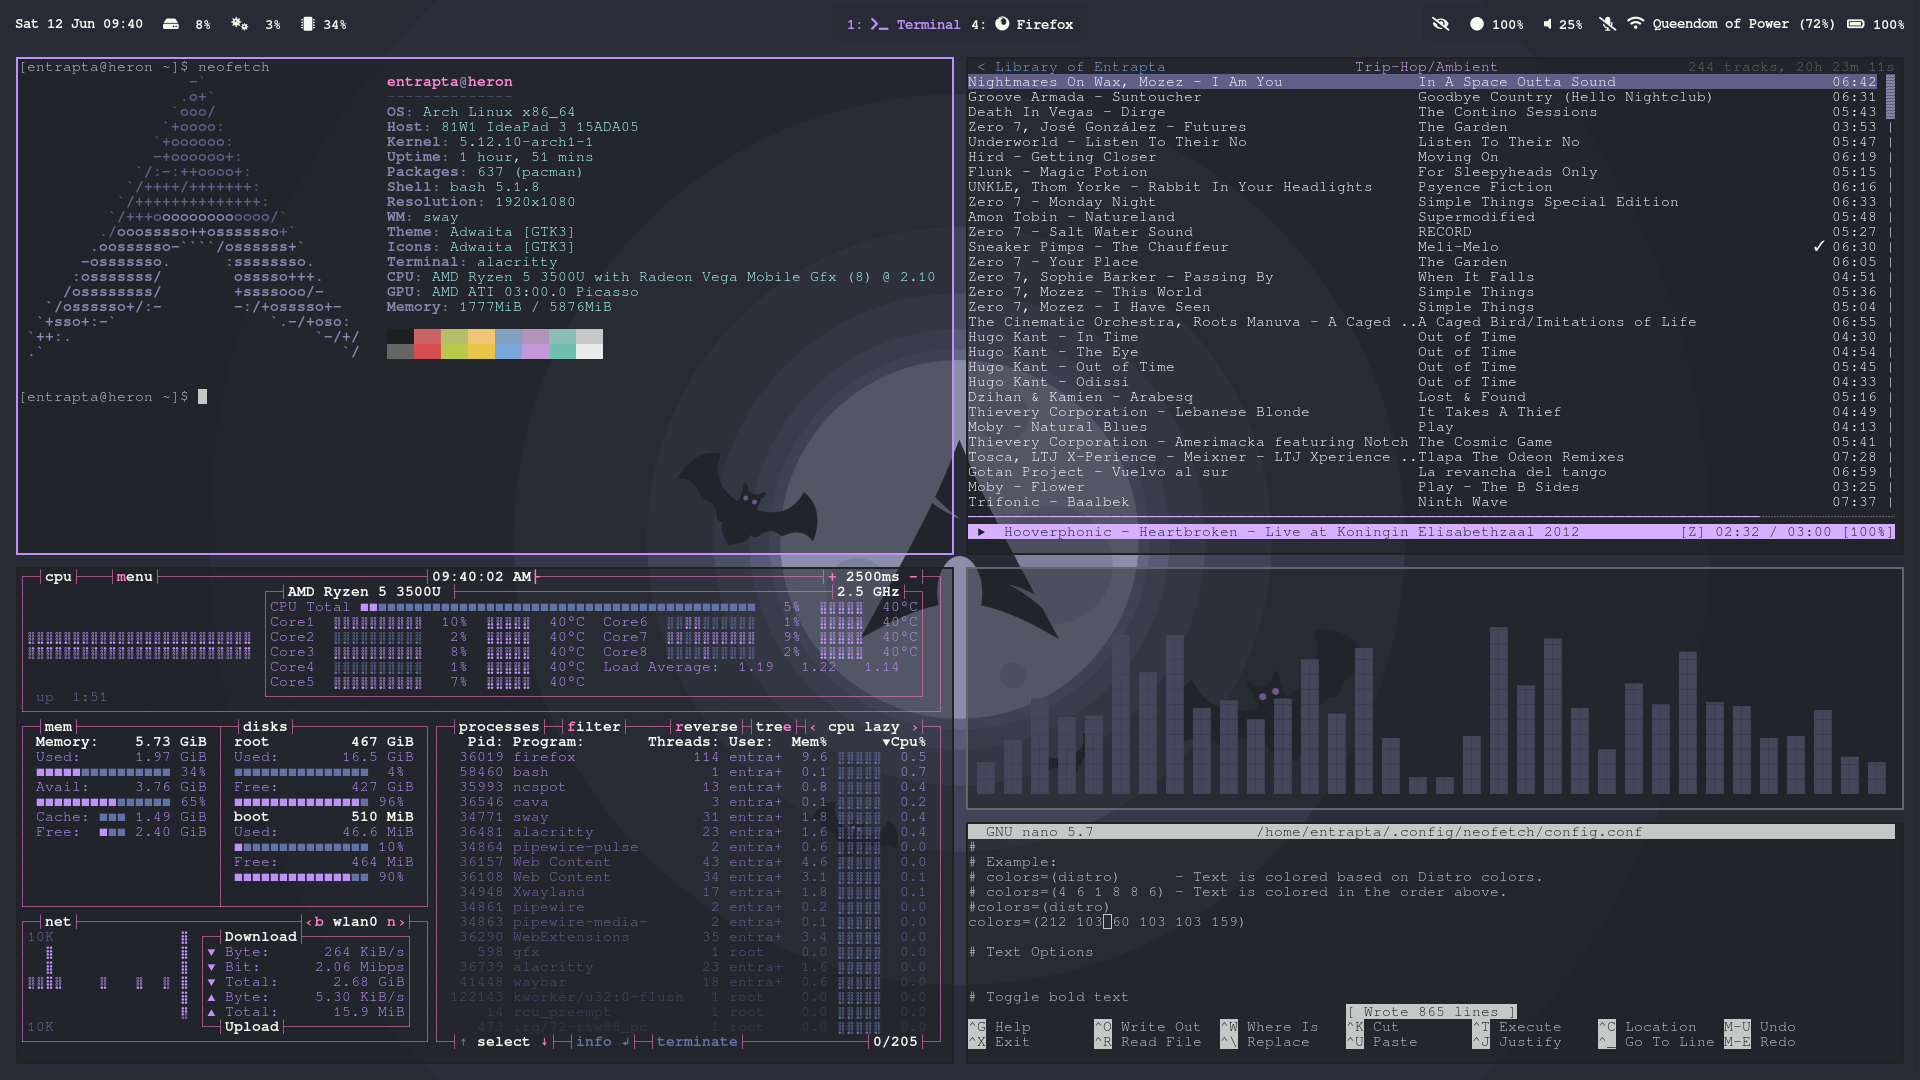 Sat 12 Jun 09:40 8% 3% 34%
1: Terminal 4: Firefox
100% 25% Queendom of Power (72%) 100%
[entrapta@heron ~]$ neofetch
entrapta@heron
--------------
OS: Arch Linux x86_64
Host: 81W1 IdeaPad 3 15ADA05
Kernel: 5.12.10-arch1-1
Uptime: 1 hour, 51 mins
Packages: 637 (pacman)
Shell: bash 5.1.8
Resolution: 1920x1080
WM: sway
Theme: Adwaita [GTK3]
Icons: Adwaita [GTK3]
Terminal: alacritty
CPU: AMD Ryzen 5 3500U with Radeon Vega Mobile Gfx (8) @ 2.10
GPU: AMD ATI 03:00.0 Picasso
Memory: 1777MiB / 5876MiB
[entrapta@heron ~]$
< Library of Entrapta Trip-Hop/Ambient 244 tracks, 20h 23m 11s
Nightmares On Wax, Mozez - I Am You In A Space Outta Sound 06:42
Groove Armada - Suntoucher Goodbye Country (Hello Nightclub) 06:31
Death In Vegas - Dirge The Contino Sessions 05:43
Zero 7, José González - Futures The Garden 03:53
Underworld - Listen To Their No Listen To Their No 05:47
Hird - Getting Closer Moving On 06:19
Flunk - Magic Potion For Sleepyheads Only 05:15
UNKLE, Thom Yorke - Rabbit In Your Headlights Psyence Fiction 06:16
Zero 7 - Monday Night Simple Things Special Edition 06:33
Amon Tobin - Natureland Supermodified 05:48
Zero 7 - Salt Water Sound RECORD 05:27
Sneaker Pimps - The Chauffeur Meli-Melo ✓ 06:30
Zero 7 - Your Place The Garden 06:05
Zero 7, Sophie Barker - Passing By When It Falls 04:51
Zero 7, Mozez - This World Simple Things 05:36
Zero 7, Mozez - I Have Seen Simple Things 05:04
The Cinematic Orchestra, Roots Manuva - A Caged ..A Caged Bird/Imitations of Life 06:55
Hugo Kant - In Time Out of Time 04:30
Hugo Kant - The Eye Out of Time 04:54
Hugo Kant - Out of Time Out of Time 05:45
Hugo Kant - Odissi Out of Time 04:33
Dzihan & Kamien - Arabesq Lost & Found 05:16
Thievery Corporation - Lebanese Blonde It Takes A Thief 04:49
Moby - Natural Blues Play 04:13
Thievery Corporation - Amerimacka featuring Notch The Cosmic Game 05:41
Tosca, LTJ X-Perience - Meixner - LTJ Xperience ..Tlapa The Odeon Remixes 07:28
Gotan Project - Vuelvo al sur La revancha del tango 06:59
Moby - Flower Play - The B Sides 03:25
Trifonic - Baalbek Ninth Wave 07:37
▶ Hooverphonic - Heartbroken - Live at Koningin Elisabethzaal 2012 [Z] 02:32 / 03:00 [100%]
cpu menu 09:40:02 AM + 2500ms -
AMD Ryzen 5 3500U 2.5 GHz
CPU Total 5% 40°C
Core1 10% 40°C Core6 1% 40°C
Core2 2% 40°C Core7 9% 40°C
Core3 8% 40°C Core8 2% 40°C
Core4 1% 40°C Load Average: 1.19 1.22 1.14
Core5 7% 40°C
up 1:51
mem disks
Memory: 5.73 GiB root 467 GiB
Used: 1.97 GiB Used: 16.5 GiB
34% 4%
Avail: 3.76 GiB Free: 427 GiB
65% 96%
Cache: 1.49 GiB boot 510 MiB
Free: 2.40 GiB Used: 46.6 MiB
10%
Free: 464 MiB
90%
processes filter reverse tree ‹ cpu lazy ›
Pid: Program: Threads: User: Mem% ▼Cpu%
36019 firefox 114 entra+ 9.6 0.5
58460 bash 1 entra+ 0.1 0.7
35993 ncspot 13 entra+ 0.8 0.4
36546 cava 3 entra+ 0.1 0.2
34771 sway 31 entra+ 1.8 0.4
36481 alacritty 23 entra+ 1.6 0.4
34864 pipewire-pulse 2 entra+ 0.6 0.0
36157 Web Content 43 entra+ 4.6 0.0
36108 Web Content 34 entra+ 3.1 0.1
34948 Xwayland 17 entra+ 1.8 0.1
34861 pipewire 2 entra+ 0.2 0.0
34863 pipewire-media- 2 entra+ 0.1 0.0
36290 WebExtensions 35 entra+ 3.4 0.0
598 gfx 1 root 0.0 0.0
36739 alacritty 23 entra+ 1.6 0.0
41448 waybar 18 entra+ 0.6 0.0
122143 kworker/u32:0-flush 1 root 0.0 0.0
14 rcu_preempt 1 root 0.0 0.0
473 irq/72-rtw88_pc 1 root 0.0 0.0
↑ select ↓ info ↲ terminate 0/205
net ‹b wlan0 n›
10K
Download
▼ Byte: 264 KiB/s
▼ Bit: 2.06 Mibps
▼ Total: 2.68 GiB
▲ Byte: 5.30 KiB/s
▲ Total: 15.9 MiB
Upload
10K
GNU nano 5.7 /home/entrapta/.config/neofetch/config.conf
#
# Example:
# colors=(distro) - Text is colored based on Distro colors.
# colors=(4 6 1 8 8 6) - Text is colored in the order above.
#colors=(distro)
colors=(212 103 60 103 103 159)
# Text Options
# Toggle bold text
[ Wrote 865 lines ]
^G Help ^O Write Out ^W Where Is ^K Cut ^T Execute ^C Location M-U Undo
^X Exit ^R Read File ^\ Replace ^U Paste ^J Justify ^_ Go To Line M-E Redo